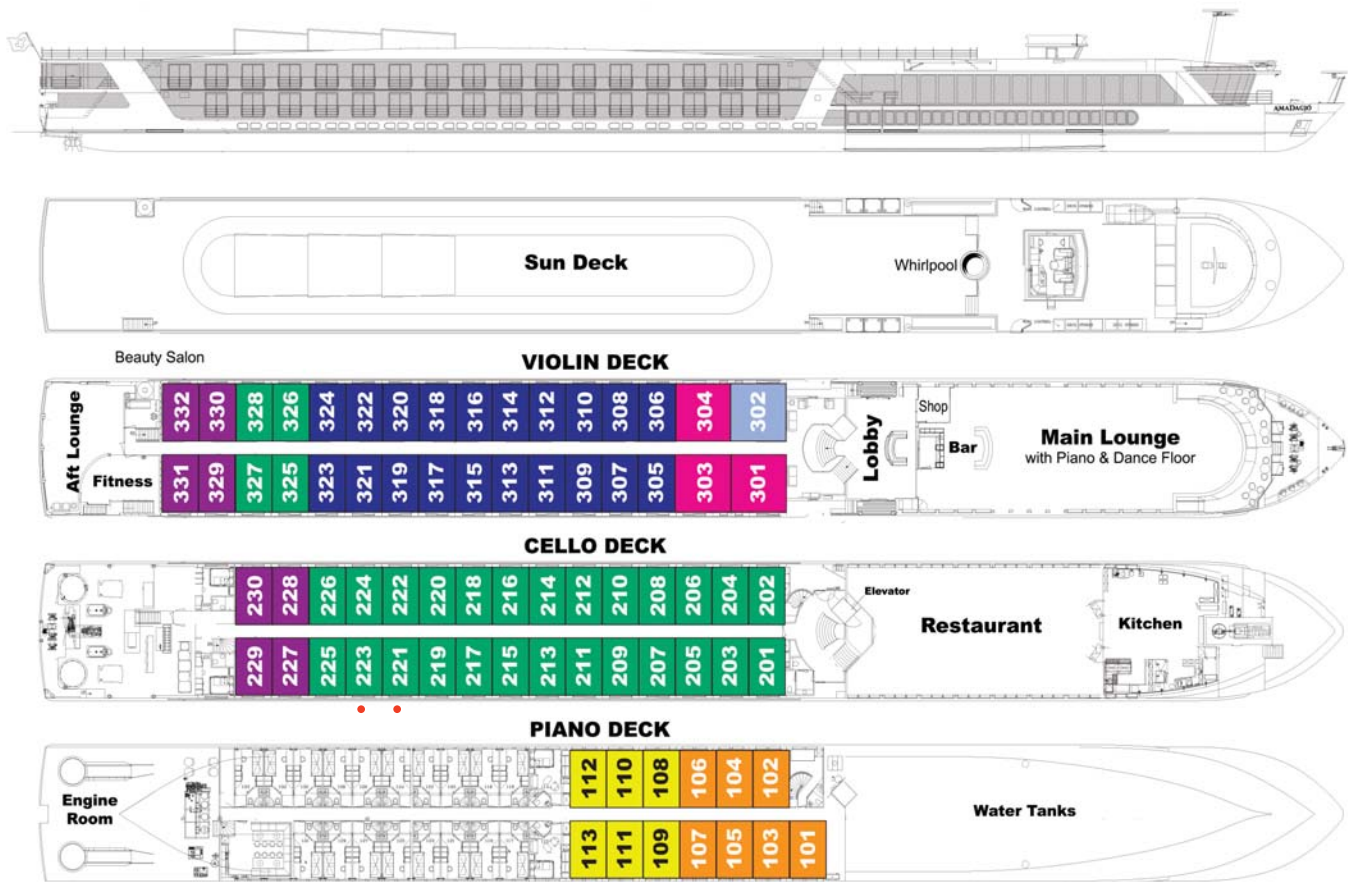 AMADAGIO
Sun Deck
Whirlpool
Beauty Salon
VIOLIN DECK
332 330 328 326 324 322 320 318 316 314 312 310 308 306 304 302
Aft Lounge
Fitness
Lobby
Shop
Bar
Main Lounge
with Piano & Dance Floor
331 329 327 325 323 321 319 317 315 313 311 309 307 305 303 301
CELLO DECK
230 228 226 224 222 220 218 216 214 212 210 208 206 204 202
Elevator
Restaurant
Kitchen
229 227 225 223 221 219 217 215 213 211 209 207 205 203 201
PIANO DECK
112 110 108 106 104 102
Engine
Room
Water Tanks
113 111 109 107 105 103 101